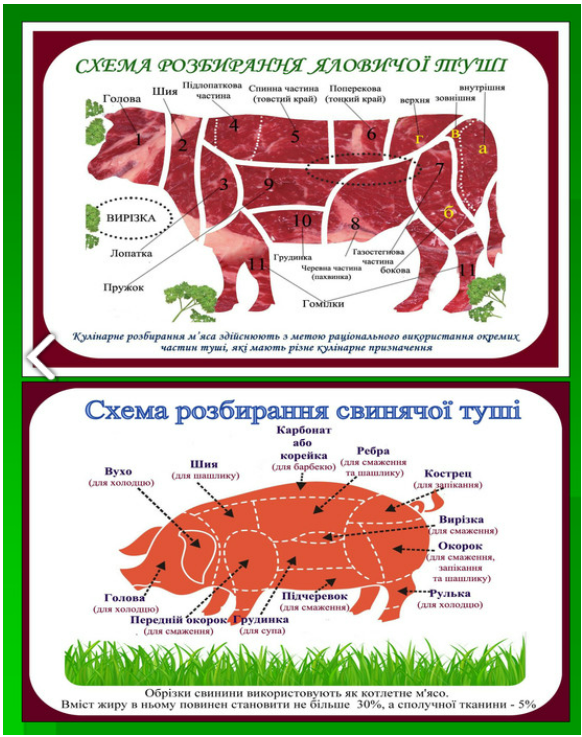 СХЕМА РОЗБИРАННЯ ЯЛОВИЧОЇ ТУШІ
Голова
Шия
Підлопаткова
частина
Спинна частина
(товстий край)
Поперекова
(тонкий край)
верхня
зовнішня
внутрішня
1
2
4
5
6
г
в
а
3
9
7
ВИРІЗКА
10
8
б
Лопатка
Грудинка
Газостегнова
частина
Черевна частина
(пахвинка)
бокова
11
11
Пружок
Гомілки
Кулінарне розбирання м'яса здійснюють з метою раціонального використання окремих
частин туші, які мають різне кулінарне призначення
Схема розбирання свинячої туші
Карбонат
або
корейка
(для барбекю)
Вухо
(для холодцю)
Шия
(для шашлику)
Ребра
(для смаження
та шашлику)
Кострец
(для запікання)
Вирізка
(для смаження)
Окорок
(для смаження,
запікання
та шашлику)
Голова
(для холодцю)
Передній окорок
(для смаження)
Грудинка
(для супа)
Підчеревок
(для смаження)
Рулька
(для холодцю)
Обрізки свинини використовують як котлетне м'ясо.
Вміст жиру в ньому повинен становити не більше 30%, а сполучної тканини - 5%